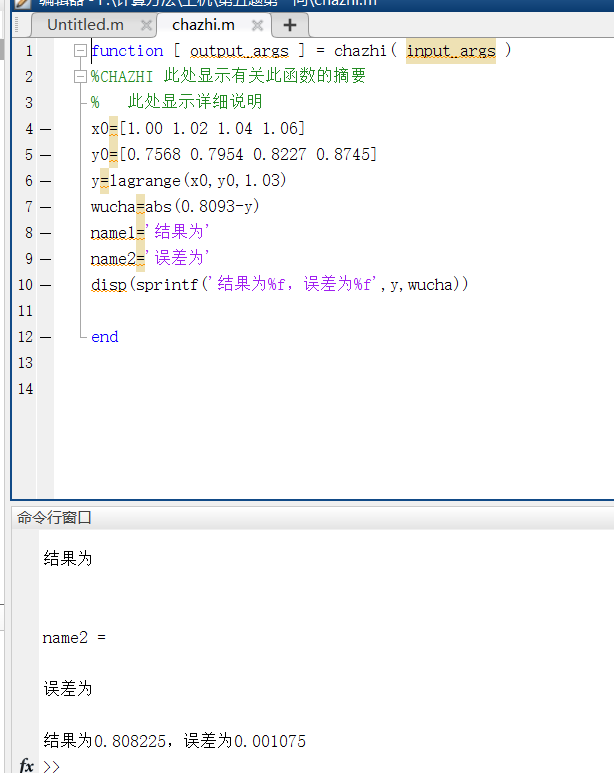 Untitled.m × chazhi.m × +
1 function [ output_args ] = chazhi( input_args )
2 %CHAZHI 此处显示有关此函数的摘要
3 % 此处显示详细说明
4 — x0=[1.00 1.02 1.04 1.06]
5 — y0=[0.7568 0.7954 0.8227 0.8745]
6 — y=lagrange(x0,y0,1.03)
7 — wucha=abs(0.8093-y)
8 — name1='结果为'
9 — name2='误差为'
10 — disp(sprintf('结果为%f，误差为%f',y,wucha))
11
12 — end
13
14
命令行窗口
结果为
name2 =
误差为
结果为0.808225，误差为0.001075
fx >>